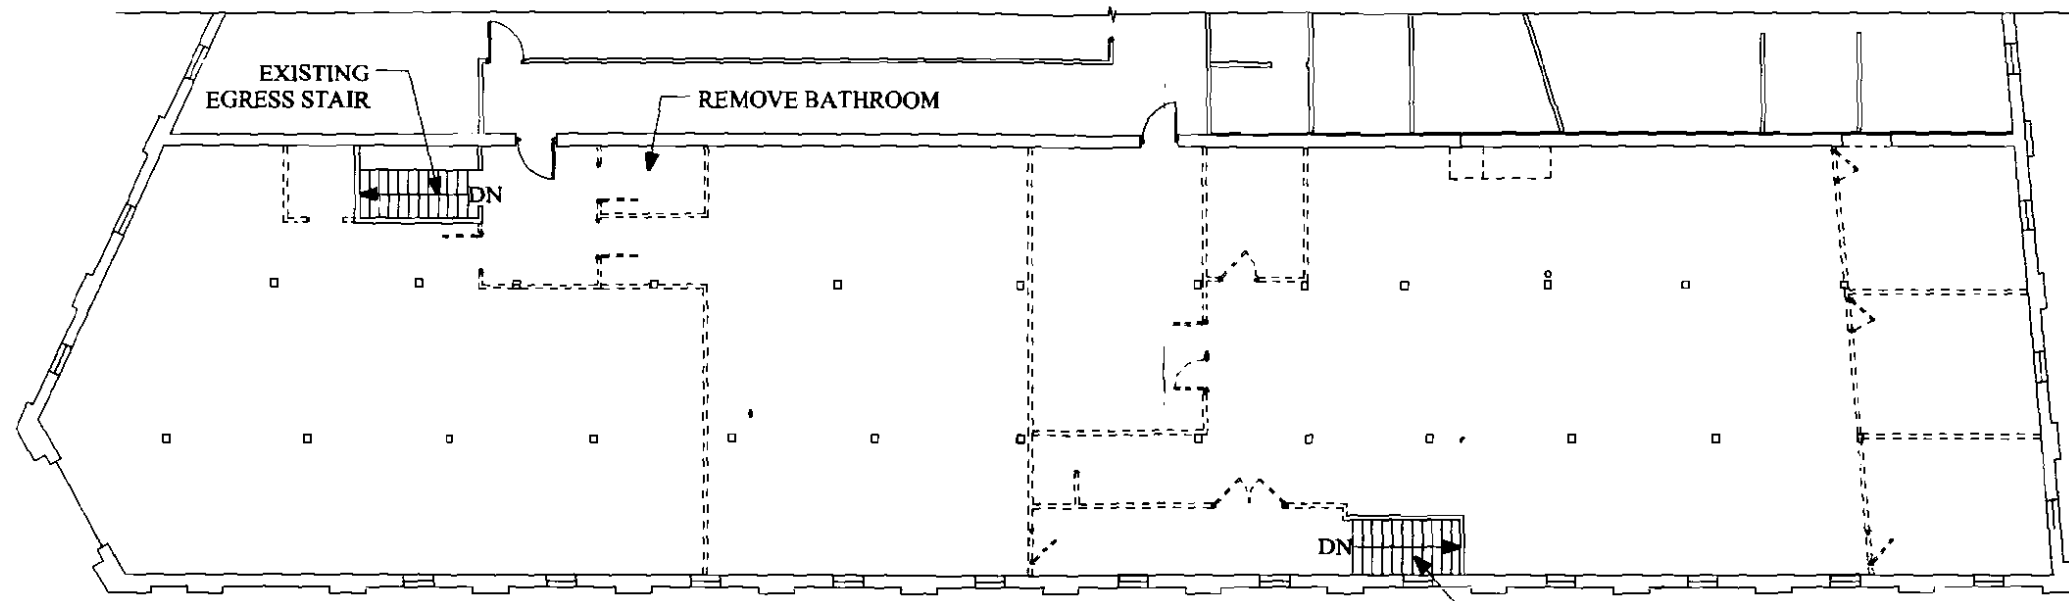 EXISTING
EGRESS STAIR
REMOVE BATHROOM
DN
DN